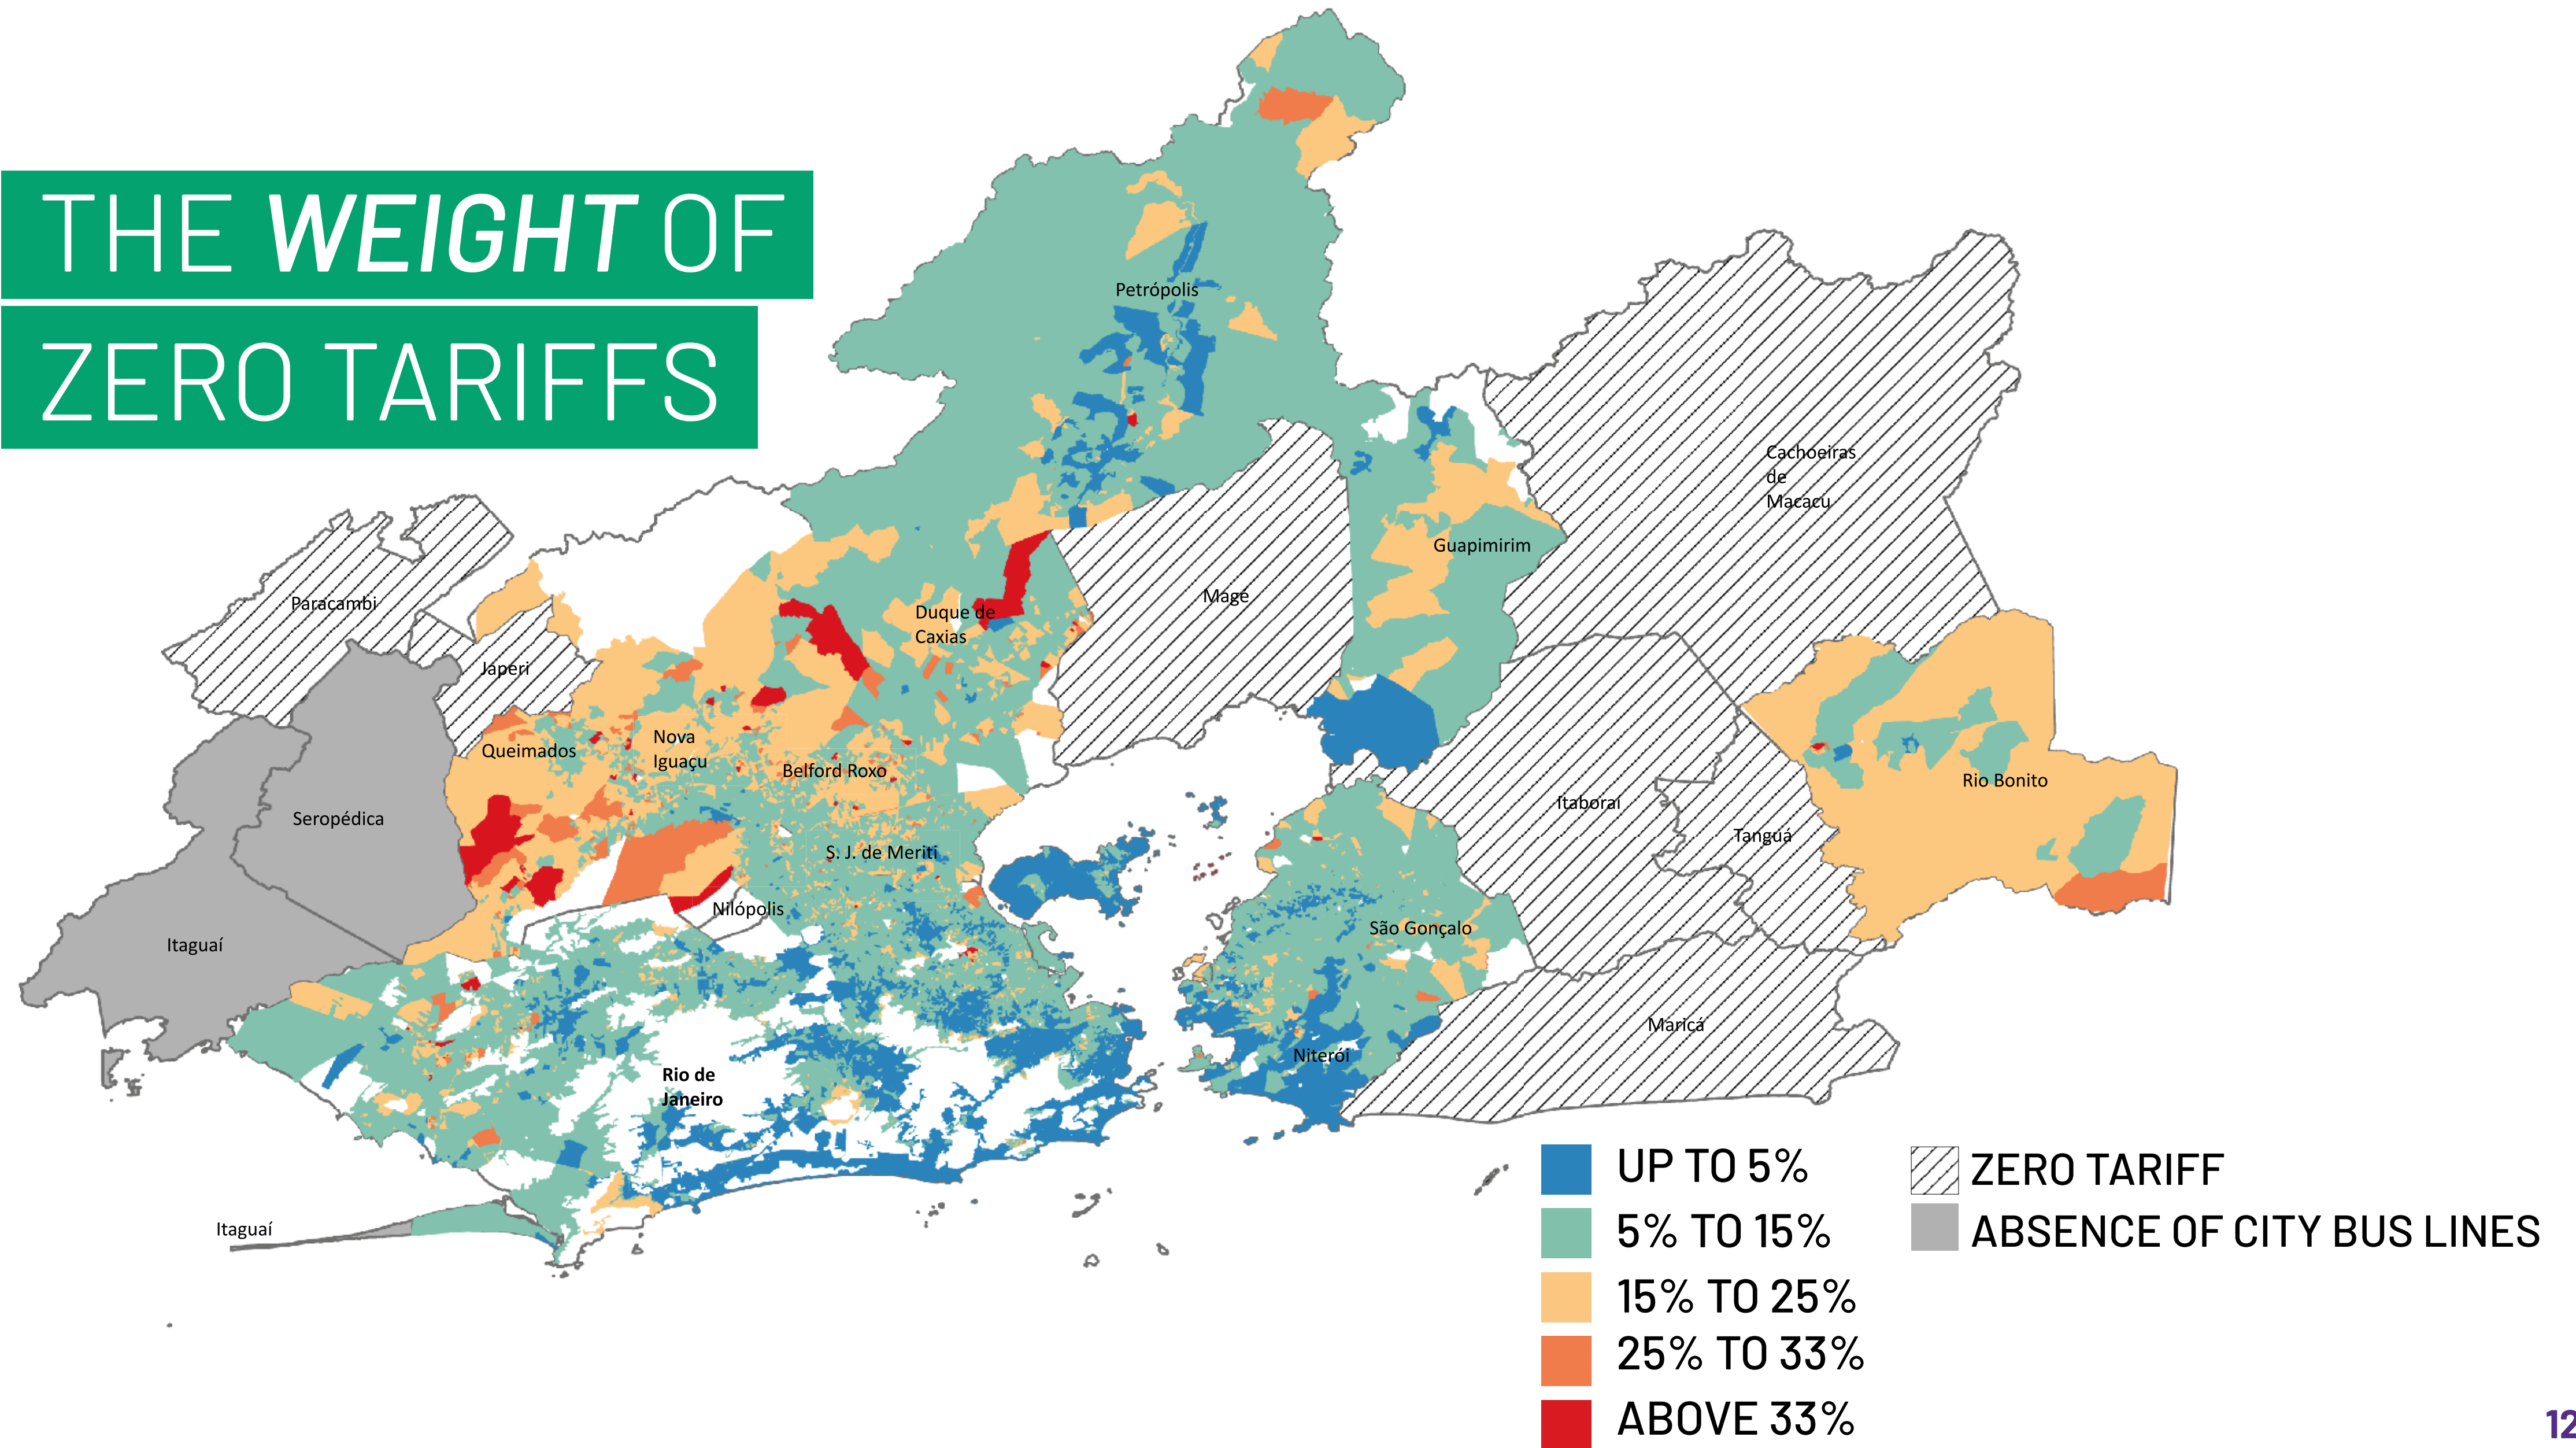 THE WEIGHT OF
ZERO TARIFFS
Petrópolis
Cachoeiras
de
Macacu
Guapimirim
Paracambi
Magé
Duque de
Caxias
Japeri
Nova
Iguaçu
Queimados
Belford Roxo
Rio Bonito
Seropédica
Itaboraí
Tanguá
S. J. de Meriti
Nilópolis
São Gonçalo
Itaguaí
Maricá
Niterói
Rio de
Janeiro
Itaguaí
UP TO 5%
5% TO 15%
15% TO 25%
25% TO 33%
ABOVE 33%
ZERO TARIFF
ABSENCE OF CITY BUS LINES
12